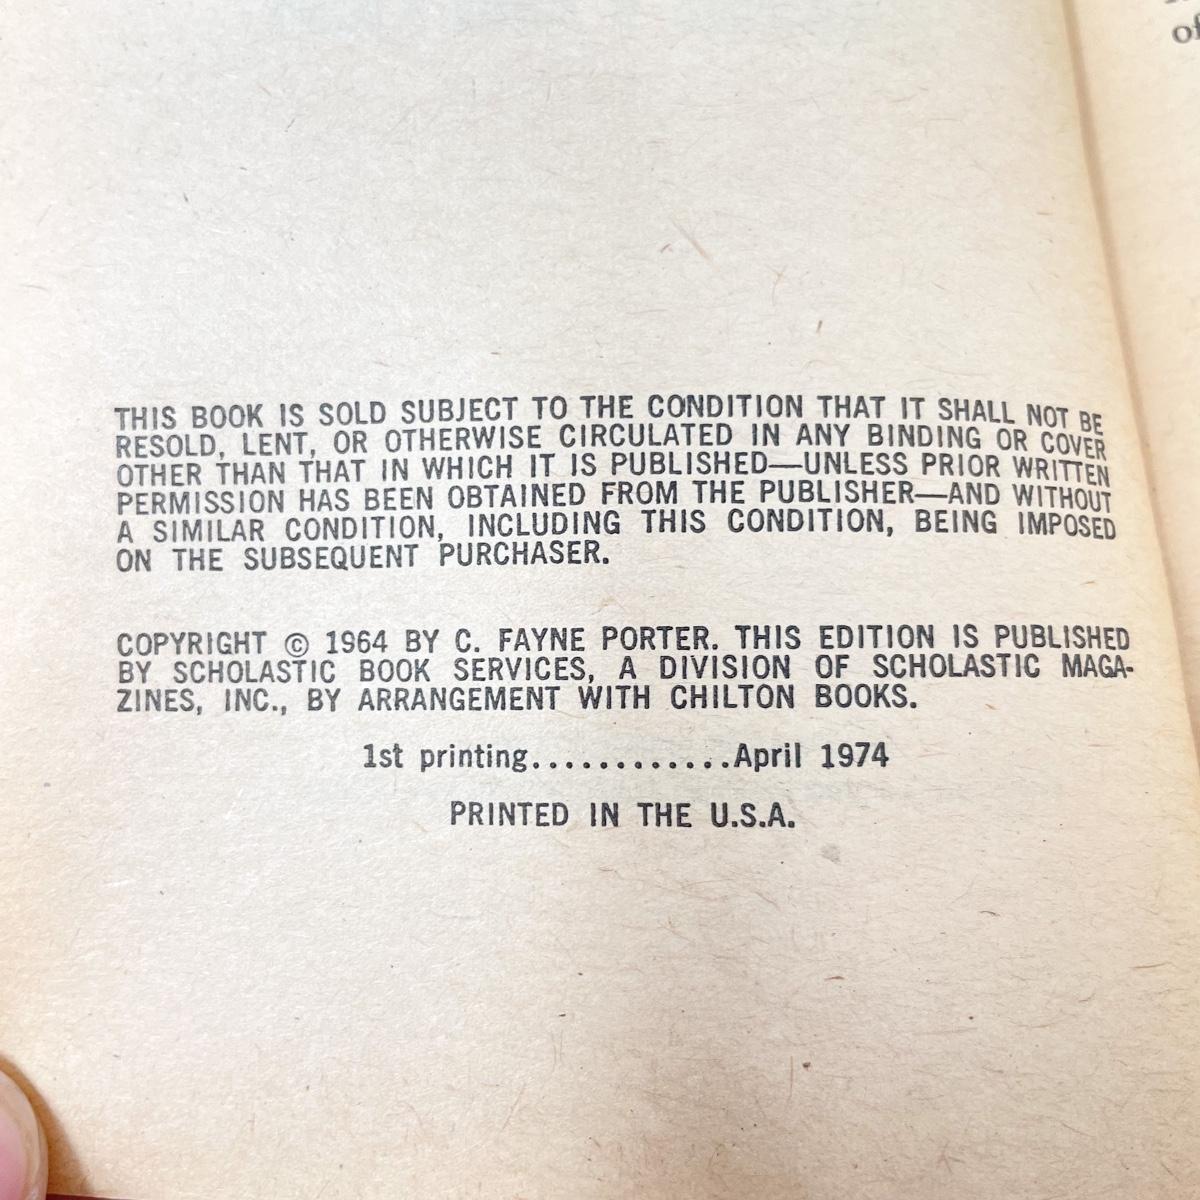 of
THIS BOOK IS SOLD SUBJECT TO THE CONDITION THAT IT SHALL NOT BE
RESOLD, LENT, OR OTHERWISE CIRCULATED IN ANY BINDING OR COVER
OTHER THAN THAT IN WHICH IT IS PUBLISHED—UNLESS PRIOR WRITTEN
PERMISSION HAS BEEN OBTAINED FROM THE PUBLISHER—AND WITHOUT
A SIMILAR CONDITION, INCLUDING THIS CONDITION, BEING IMPOSED
ON THE SUBSEQUENT PURCHASER.
COPYRIGHT © 1964 BY C. FAYNE PORTER. THIS EDITION IS PUBLISHED
BY SCHOLASTIC BOOK SERVICES, A DIVISION OF SCHOLASTIC MAGA-
ZINES, INC., BY ARRANGEMENT WITH CHILTON BOOKS.
1st printing............April 1974
PRINTED IN THE U.S.A.